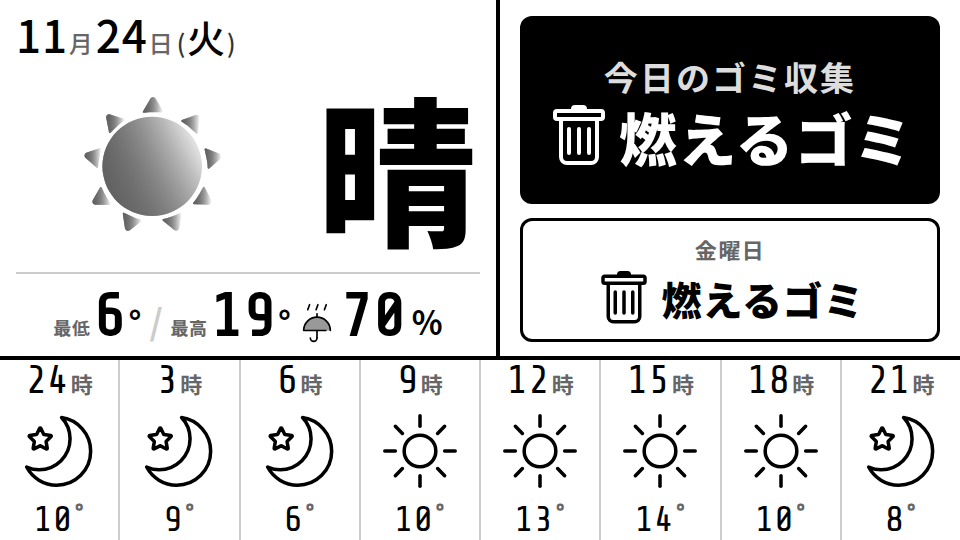 11月24日(火)
晴
最低 6° / 最高 19° 70 %
今日のゴミ収集
燃えるゴミ
金曜日
燃えるゴミ
24時 3時 6時 9時 12時 15時 18時 21時
10° 9° 6° 10° 13° 14° 10° 8°